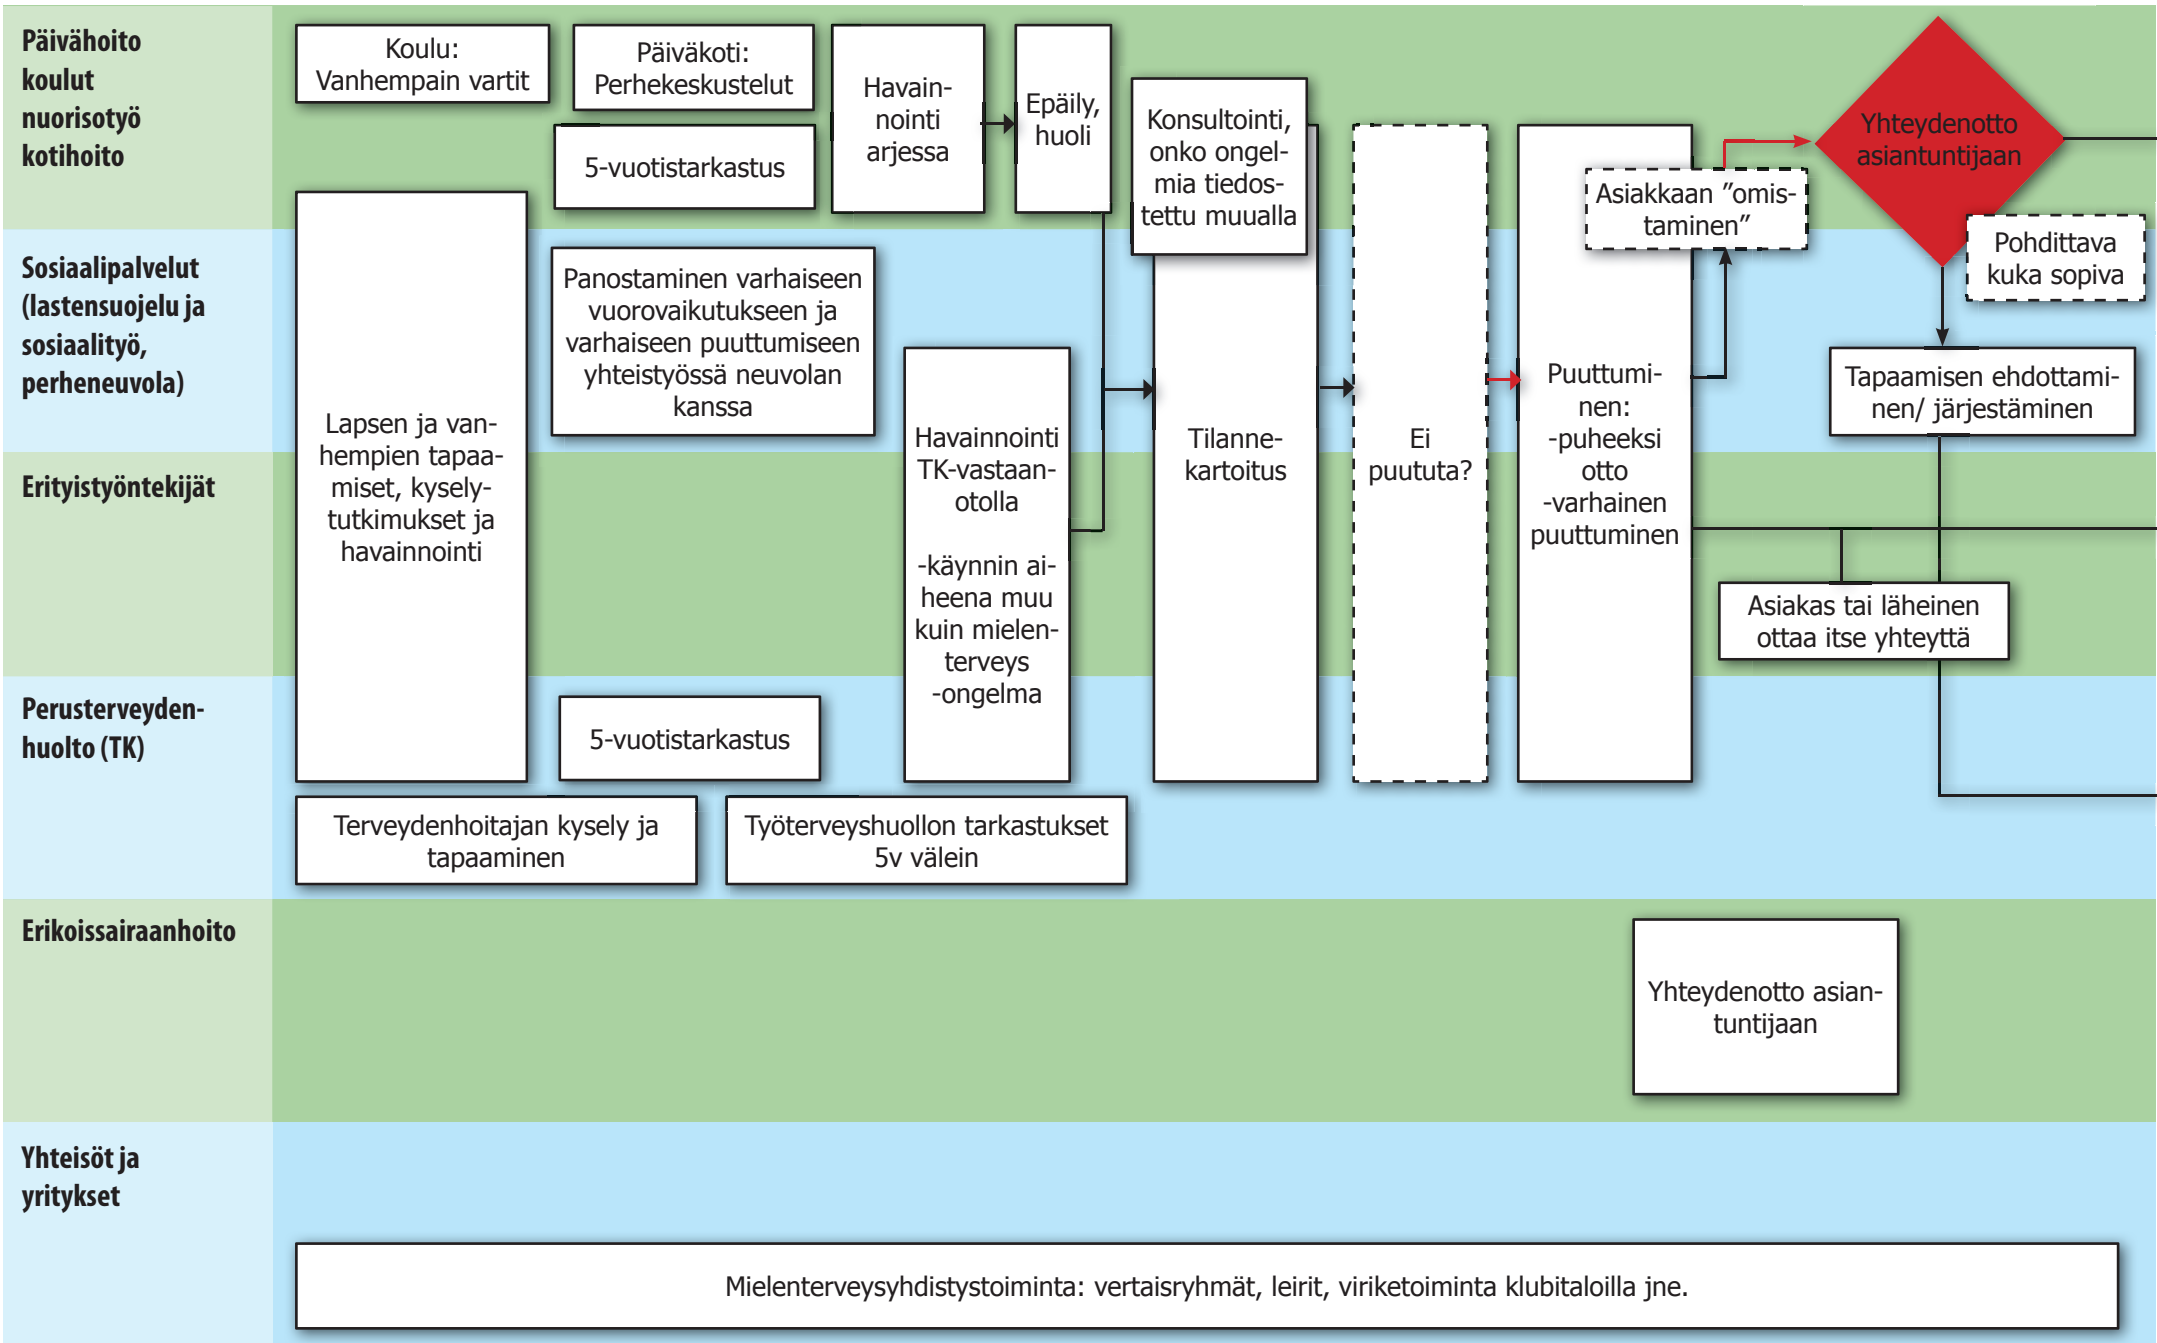 Päivähoito
koulut
nuorisotyö
kotihoito
Koulu:
Vanhempain vartit
Päiväkoti:
Perhekeskustelut
5-vuotistarkastus
Havain-
nointi
arjessa
Epäily,
huoli
Konsultointi,
onko ongel-
mia tiedos-
tettu muualla
Asiakkaan ”omis-
taminen”
Yhteydenotto
asiantuntijaan
Pohdittava
kuka sopiva
Sosiaalipalvelut
(lastensuojelu ja
sosiaalityö,
perheneuvola)
Lapsen ja van-
hempien tapaa-
miset, kysely-
tutkimukset ja
havainnointi
Panostaminen varhaiseen
vuorovaikutukseen ja
varhaiseen puuttumiseen
yhteistyössä neuvolan
kanssa
Havainnointi
TK-vastaan-
otolla
-käynnin ai-
heena muu
kuin mielen-
terveys
-ongelma
Tilanne-
kartoitus
Ei
puututa?
Puuttumi-
nen:
-puheeksi
otto
-varhainen
puuttuminen
Tapaamisen ehdottami-
nen/ järjestäminen
Erityistyöntekijät
Asiakas tai läheinen
ottaa itse yhteyttä
Perusterveyden-
huolto (TK)
5-vuotistarkastus
Terveydenhoitajan kysely ja
tapaaminen
Työterveyshuollon tarkastukset
5v välein
Erikoissairaanhoito
Yhteydenotto asian-
tuntijaan
Yhteisöt ja
yritykset
Mielenterveysyhdistystoiminta: vertaisryhmät, leirit, viriketoiminta klubitaloilla jne.